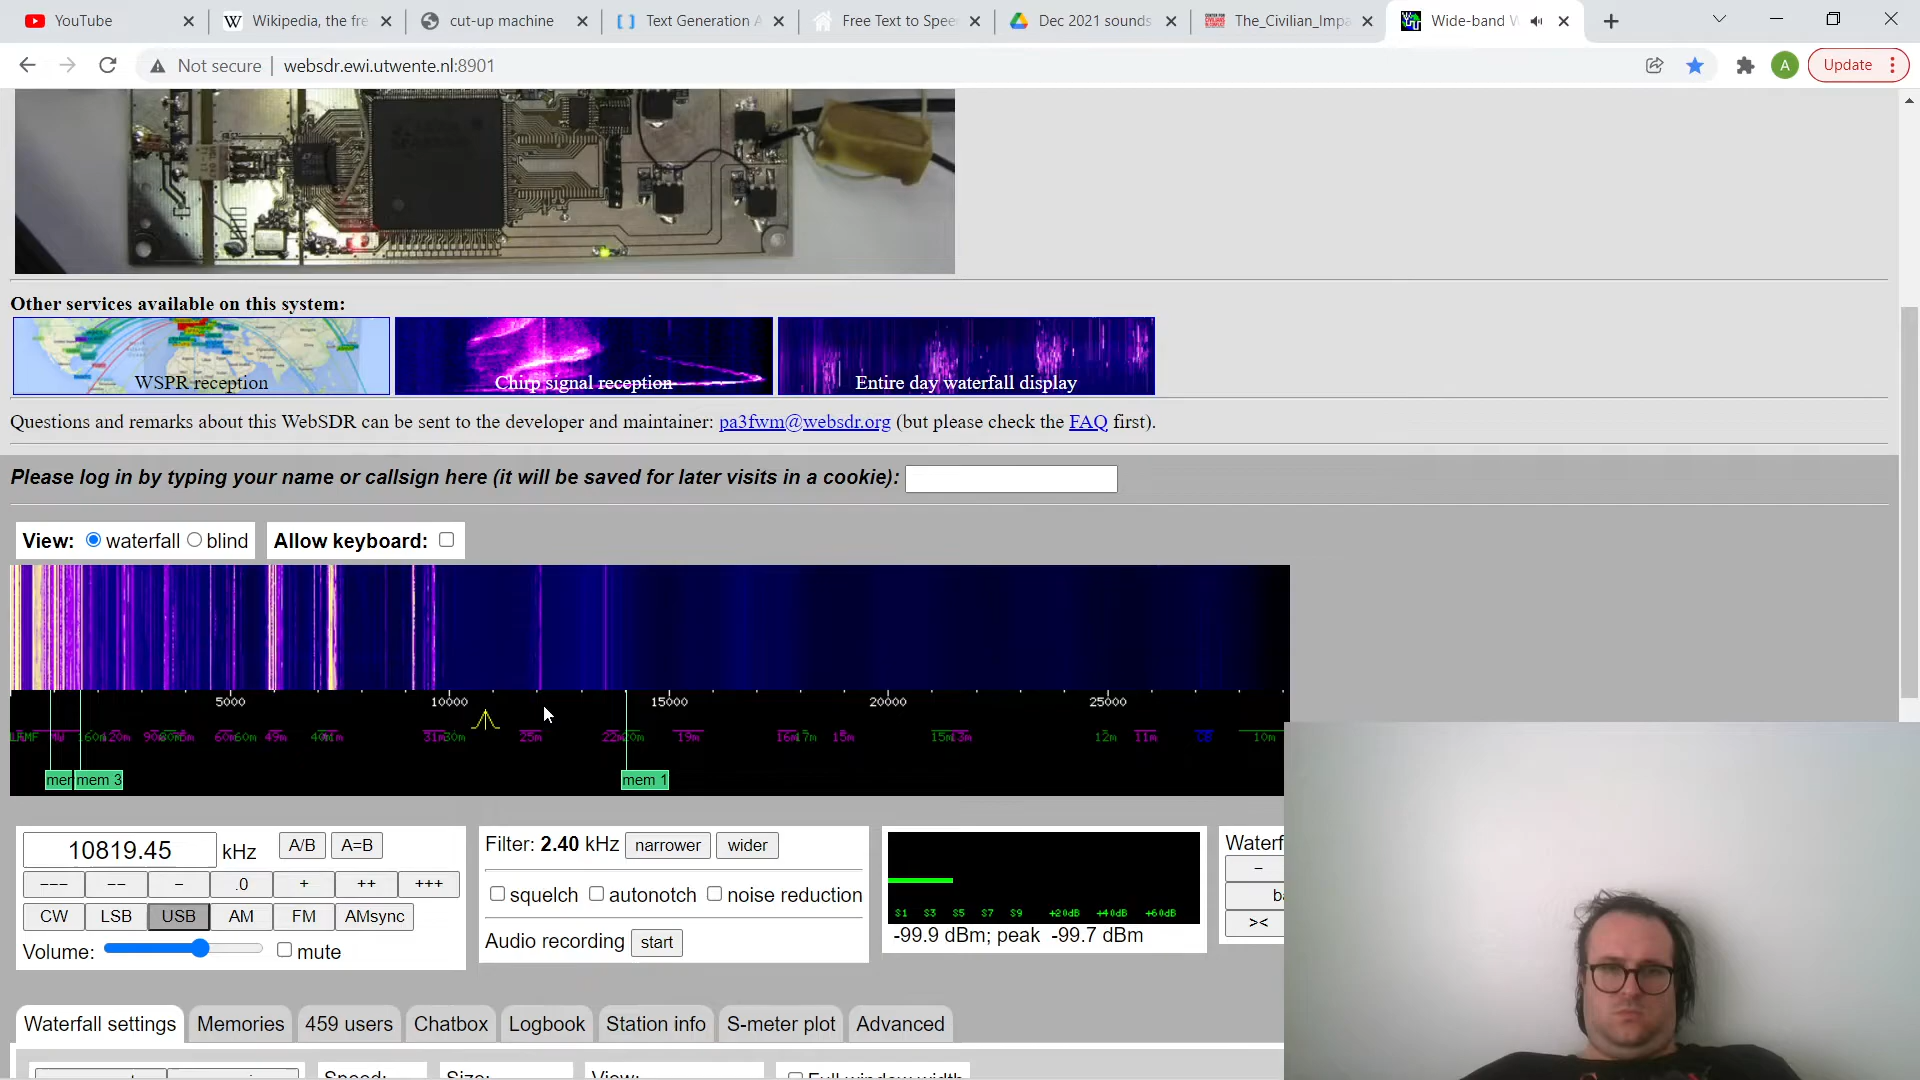 YouTube
Wikipedia, the fre
cut-up machine
Text Generation A
Free Text to Spee
Dec 2021 sounds
The_Civilian_Impa
Wide-band W
Not secure
websdr.ewi.utwente.nl:8901
A
Update
Other services available on this system:
WSPR reception
Chirp signal reception
Entire day waterfall display
Questions and remarks about this WebSDR can be sent to the developer and maintainer: pa3fwm@websdr.org (but please check the FAQ first).
Please log in by typing your name or callsign here (it will be saved for later visits in a cookie):
View: waterfall blind Allow keyboard:
5000 10000 15000 20000 25000
25m 19m 15m 12m 11m CB 10m
mem 3 mem 1
10819.45 kHz A/B A=B
--- -- - .0 + ++ +++
CW LSB USB AM FM AMsync
Volume: mute
Filter: 2.40 kHz narrower wider
squelch autonotch noise reduction
Audio recording start
S1 S3 S5 S7 S9 +20dB +40dB +60dB
-99.9 dBm; peak -99.7 dBm
Waterf
-
><
Waterfall settings Memories 459 users Chatbox Logbook Station info S-meter plot Advanced
Speed: Size: View: Full window width